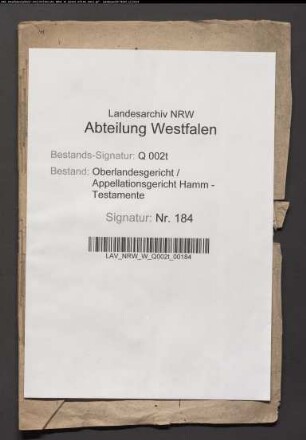 Landesarchiv NRW
Abteilung Westfalen
Bestands-Signatur: Q 002t
Bestand: Oberlandesgericht /
Appellationsgericht Hamm -
Testamente
Signatur: Nr. 184
LAV_NRW_W_Q002t_00184